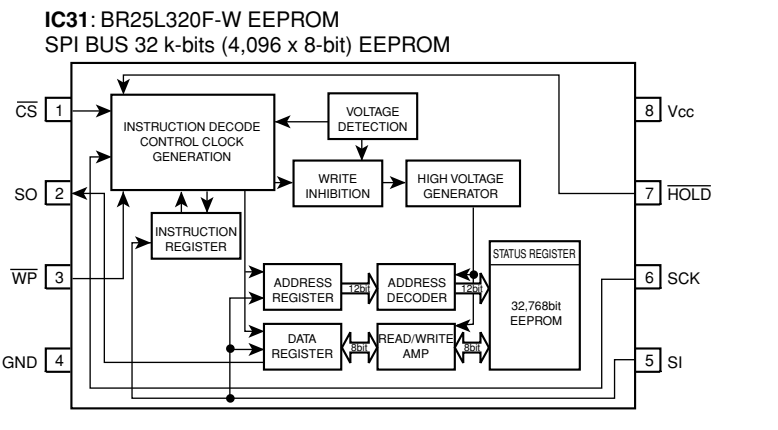 IC31: BR25L320F-W EEPROM
SPI BUS 32 k-bits (4,096 x 8-bit) EEPROM
CS 1
8 Vcc
INSTRUCTION DECODE
CONTROL CLOCK
GENERATION
VOLTAGE
DETECTION
SO 2
WRITE
INHIBITION
HIGH VOLTAGE
GENERATOR
7 HOLD
INSTRUCTION
REGISTER
WP 3
ADDRESS
REGISTER
12bit
ADDRESS
DECODER
12bit
STATUS REGISTER
32,768bit
EEPROM
6 SCK
GND 4
DATA
REGISTER
8bit
READ/WRITE
AMP
8bit
5 SI